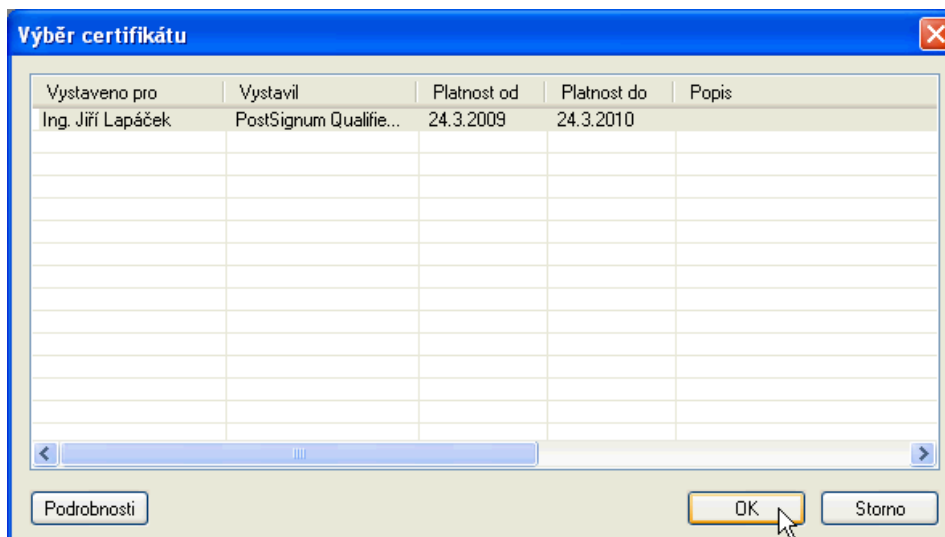 Výběr certifikátu
Vystaveno pro Vystavil Platnost od Platnost do Popis
Ing. Jiří Lapáček PostSignum Qualifie... 24.3.2009 24.3.2010
Podrobnosti OK Storno